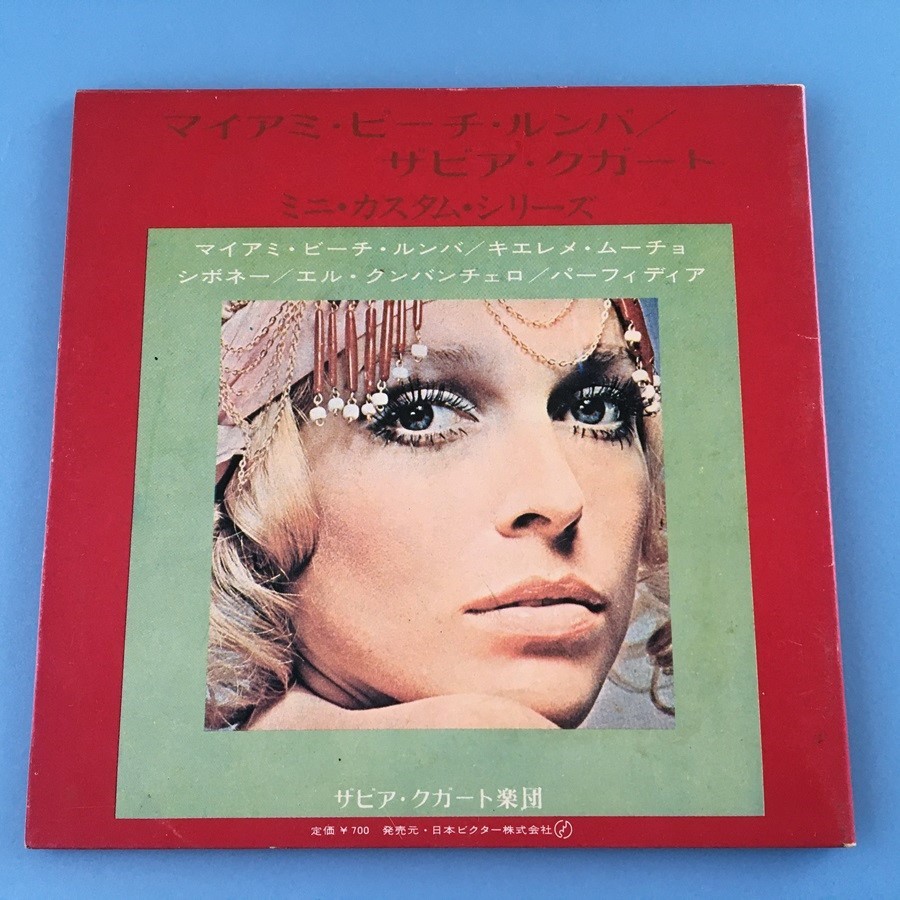 マイアミ・ビーチ・ルンバ／
ザビア・クガート
ミニ・カスタム・シリーズ
マイアミ・ビーチ・ルンバ／キエレメ・ムーチョ
シボネー／エル・クンバンチェロ／パーフィディア
ザビア・クガート楽団
定価 ¥700 発売元・日本ビクター株式会社